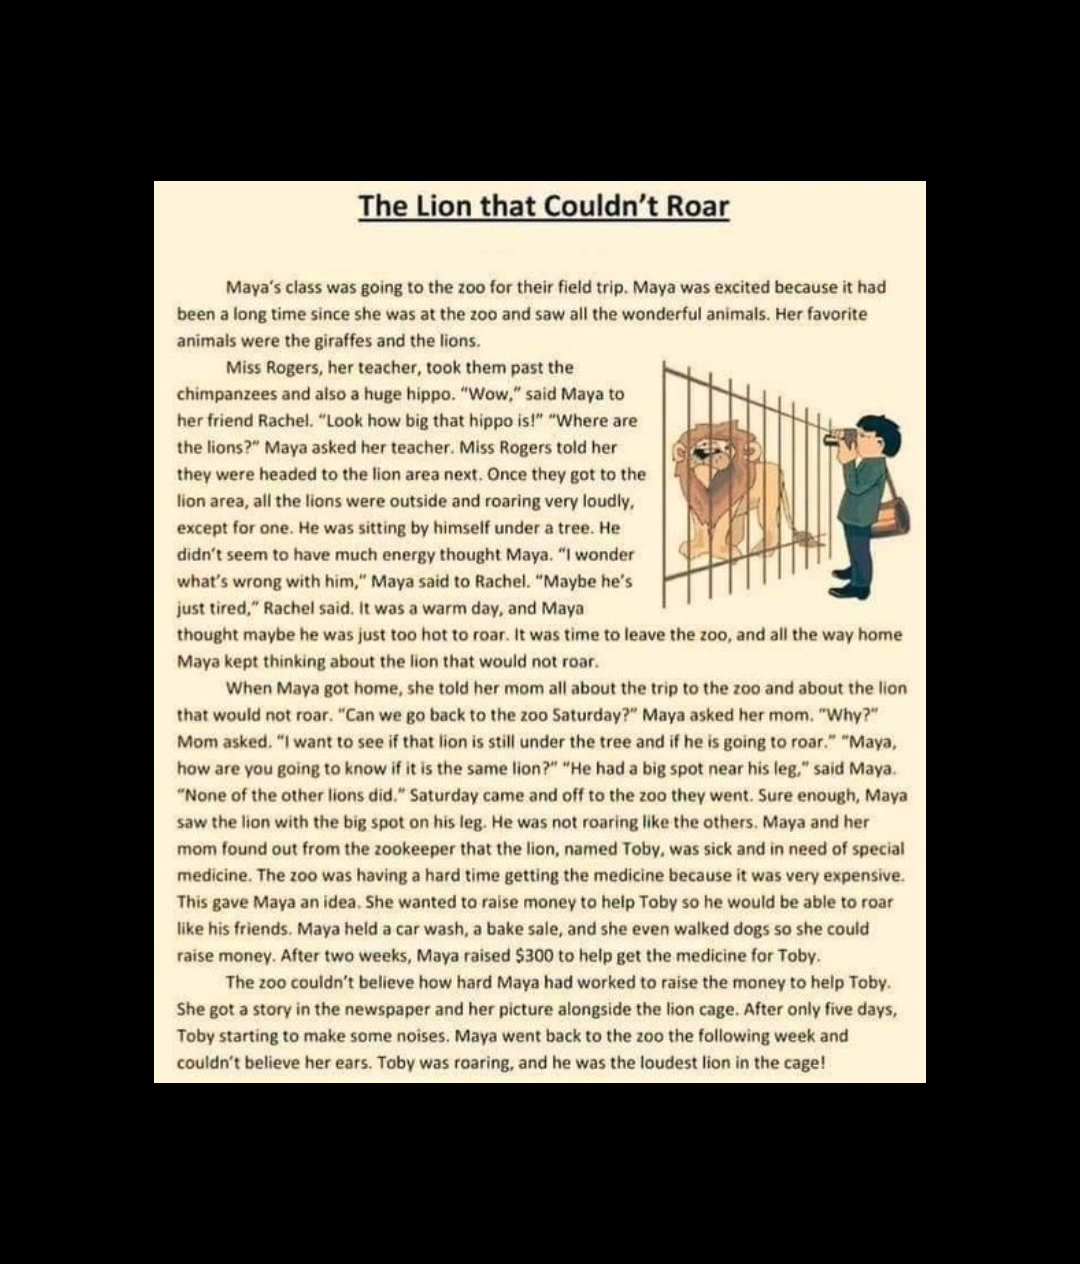 The Lion that Couldn't Roar
Maya's class was going to the zoo for their field trip. Maya was excited because it had
been a long time since she was at the zoo and saw all the wonderful animals. Her favorite
animals were the giraffes and the lions.
Miss Rogers, her teacher, took them past the
chimpanzees and also a huge hippo. “Wow,” said Maya to
her friend Rachel. “Look how big that hippo is!” “Where are
the lions?” Maya asked her teacher. Miss Rogers told her
they were headed to the lion area next. Once they got to the
lion area, all the lions were outside and roaring very loudly,
except for one. He was sitting by himself under a tree. He
didn't seem to have much energy thought Maya. “I wonder
what's wrong with him,” Maya said to Rachel. “Maybe he's
just tired,” Rachel said. It was a warm day, and Maya
thought maybe he was just too hot to roar. It was time to leave the zoo, and all the way home
Maya kept thinking about the lion that would not roar.
When Maya got home, she told her mom all about the trip to the zoo and about the lion
that would not roar. “Can we go back to the zoo Saturday?” Maya asked her mom. “Why?”
Mom asked. “I want to see if that lion is still under the tree and if he is going to roar.” “Maya,
how are you going to know if it is the same lion?” “He had a big spot near his leg,” said Maya.
“None of the other lions did.” Saturday came and off to the zoo they went. Sure enough, Maya
saw the lion with the big spot on his leg. He was not roaring like the others. Maya and her
mom found out from the zookeeper that the lion, named Toby, was sick and in need of special
medicine. The zoo was having a hard time getting the medicine because it was very expensive.
This gave Maya an idea. She wanted to raise money to help Toby so he would be able to roar
like his friends. Maya held a car wash, a bake sale, and she even walked dogs so she could
raise money. After two weeks, Maya raised $300 to help get the medicine for Toby.
The zoo couldn't believe how hard Maya had worked to raise the money to help Toby.
She got a story in the newspaper and her picture alongside the lion cage. After only five days,
Toby starting to make some noises. Maya went back to the zoo the following week and
couldn't believe her ears. Toby was roaring, and he was the loudest lion in the cage!